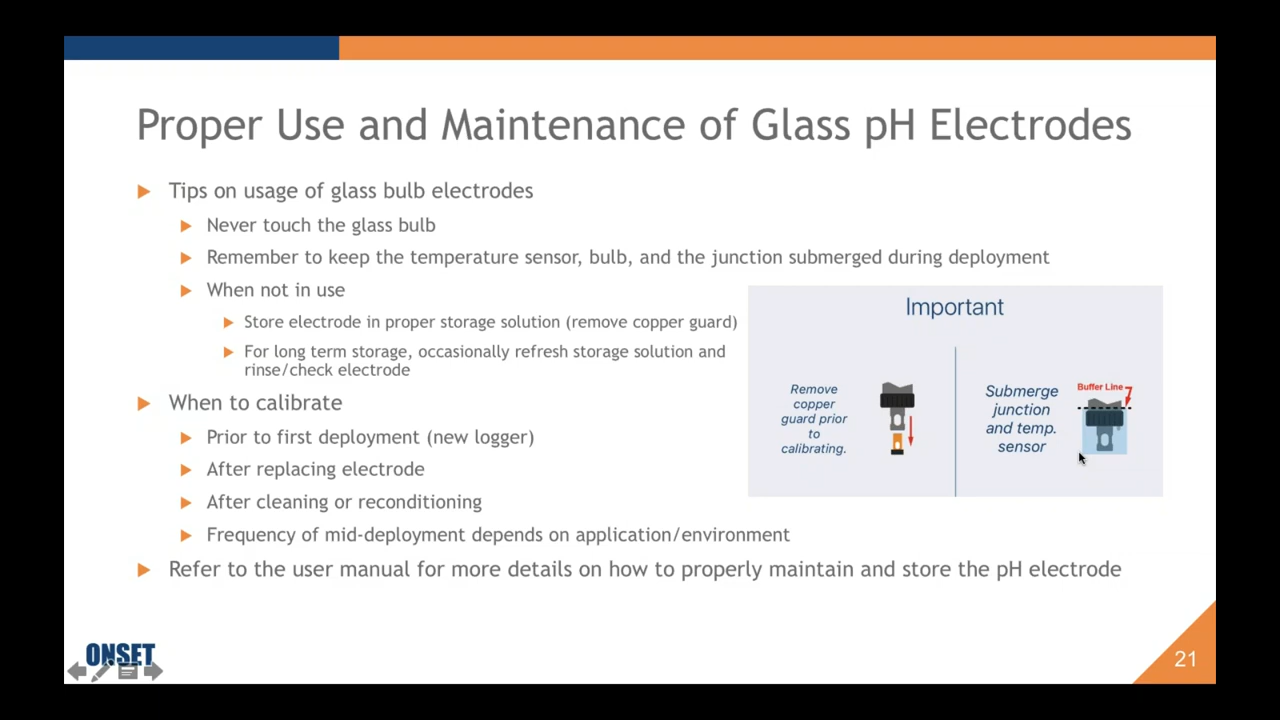 Proper Use and Maintenance of Glass pH Electrodes
Tips on usage of glass bulb electrodes
Never touch the glass bulb
Remember to keep the temperature sensor, bulb, and the junction submerged during deployment
When not in use
Store electrode in proper storage solution (remove copper guard)
For long term storage, occasionally refresh storage solution and
rinse/check electrode
When to calibrate
Prior to first deployment (new logger)
After replacing electrode
After cleaning or reconditioning
Frequency of mid-deployment depends on application/environment
Refer to the user manual for more details on how to properly maintain and store the pH electrode
Important
Remove
copper
guard prior
to
calibrating.
Submerge
junction
and temp.
sensor
Buffer Line
ONSET
21